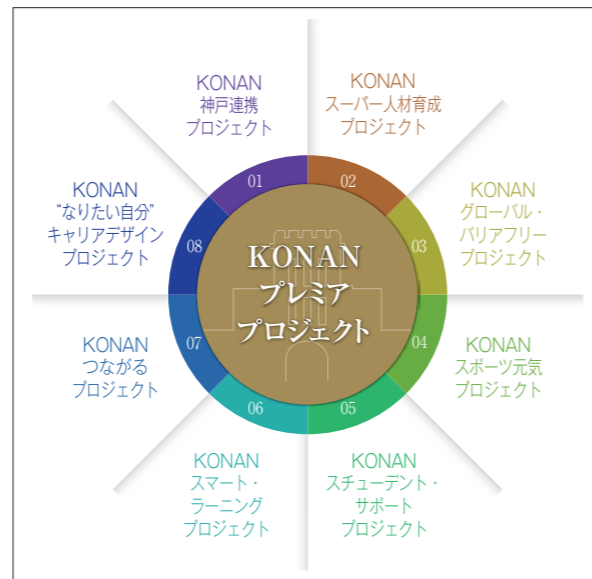 KONAN
プレミア
プロジェクト
01
KONAN
神戸連携
プロジェクト
02
KONAN
スーパー人材育成
プロジェクト
03
KONAN
グローバル・
バリアフリー
プロジェクト
04
KONAN
スポーツ元気
プロジェクト
05
KONAN
スチューデント・
サポート
プロジェクト
06
KONAN
スマート・
ラーニング
プロジェクト
07
KONAN
つながる
プロジェクト
08
KONAN
“なりたい自分”
キャリアデザイン
プロジェクト